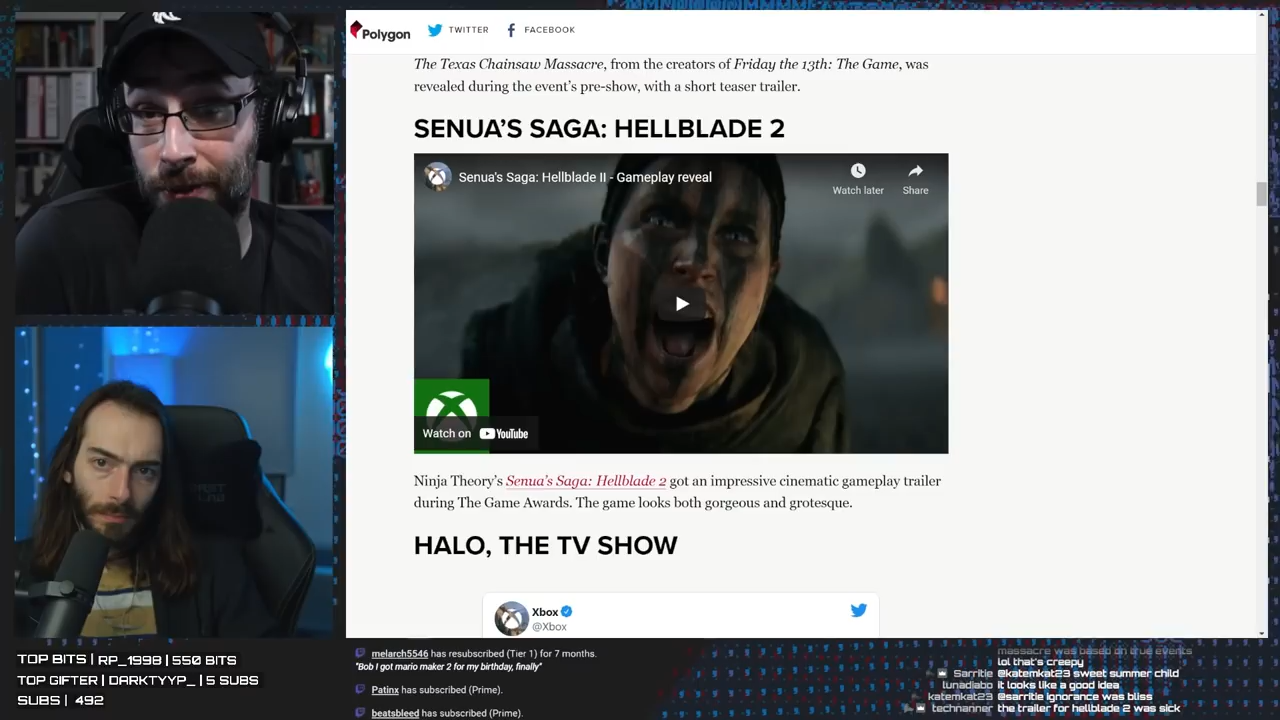 Polygon
TWITTER
FACEBOOK
The Texas Chainsaw Massacre, from the creators of Friday the 13th: The Game, was
revealed during the event's pre-show, with a short teaser trailer.
SENUA'S SAGA: HELLBLADE 2
Senua's Saga: Hellblade II - Gameplay reveal
Watch later
Share
Watch on YouTube
Ninja Theory's Senua's Saga: Hellblade 2 got an impressive cinematic gameplay trailer
during The Game Awards. The game looks both gorgeous and grotesque.
HALO, THE TV SHOW
Xbox
@Xbox
TOP BITS | RP_1998 | 550 BITS
TOP GIFTER | DARKTYYP_ | 5 SUBS
SUBS | 492
melarch5546 has resubscribed (Tier 1) for 7 months.
"Bob I got mario maker 2 for my birthday, finally"
Patinx has subscribed (Prime).
beatsbleed has subscribed (Prime).
massacre was based on true events
lol that's creepy
Sarritie @katemkat23 sweet summer child
lunadiabo it looks like a good idea
katemkat23 @sarritie ignorance was bliss
technanner the trailer for hellblade 2 was sick